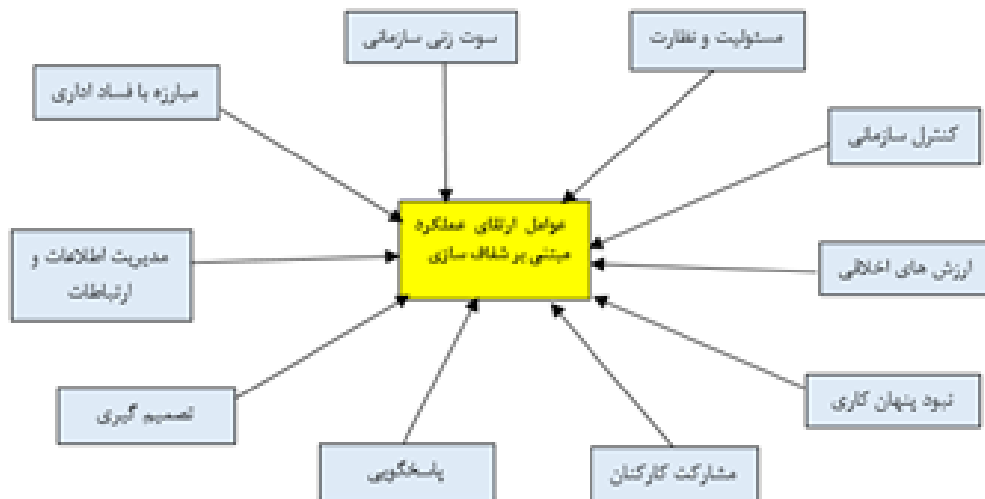 سوت زنی سازمانی
مسئولیت و نظارت
مبارزه با فساد اداری
کنترل سازمانی
عوامل ارتقای عملکرد
مبتنی بر شفاف سازی
مدیریت اطلاعات و
ارتباطات
ارزش های اخلاقی
تصمیم گیری
نبود پنهان کاری
پاسخگویی
مشارکت کارکنان